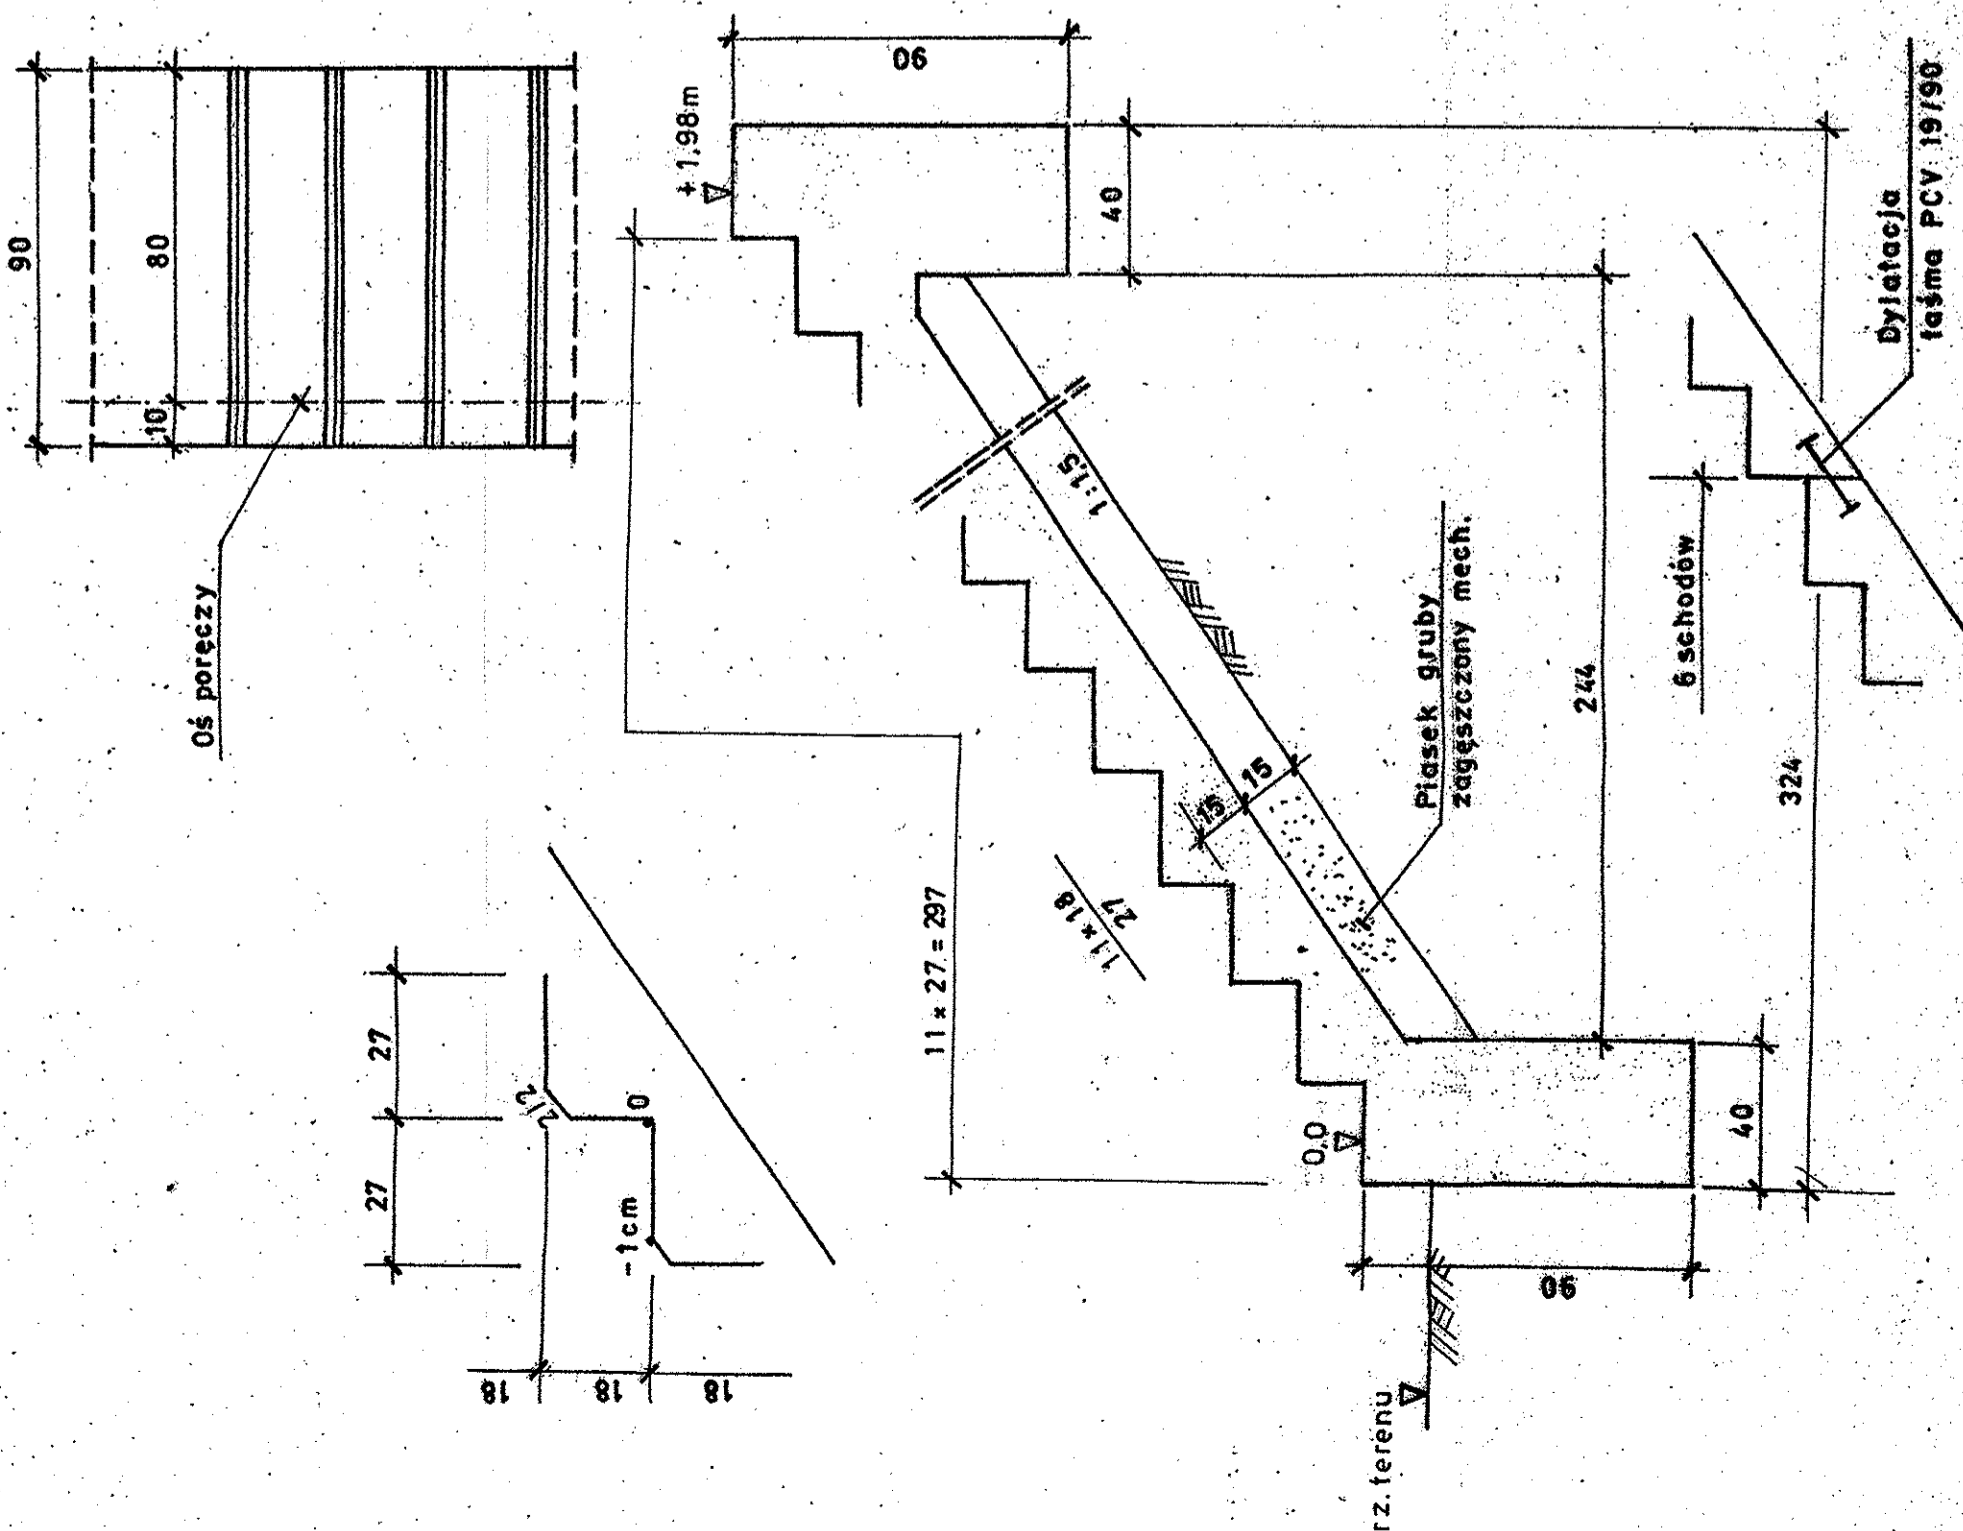 90
80
10
Oś poręczy
27
27
2/2
0
-1cm
18
18
18
90
+1,98m
40
11 × 27 = 297
11 × 18
27
1:1,5
15
15
Piasek gruby
zagęszczony mech.
244
0,0
40
90
rz. terenu
324
6 schodów
Dylatacja
taśma PCV 19/90